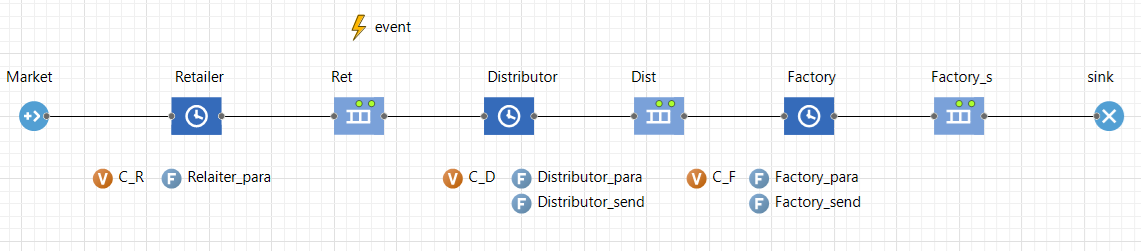 event
Market
Retailer
Ret
Distributor
Dist
Factory
Factory_s
sink
V C_R
F Relaiter_para
V C_D
F Distributor_para
V C_F
F Factory_para
F Distributor_send
F Factory_send